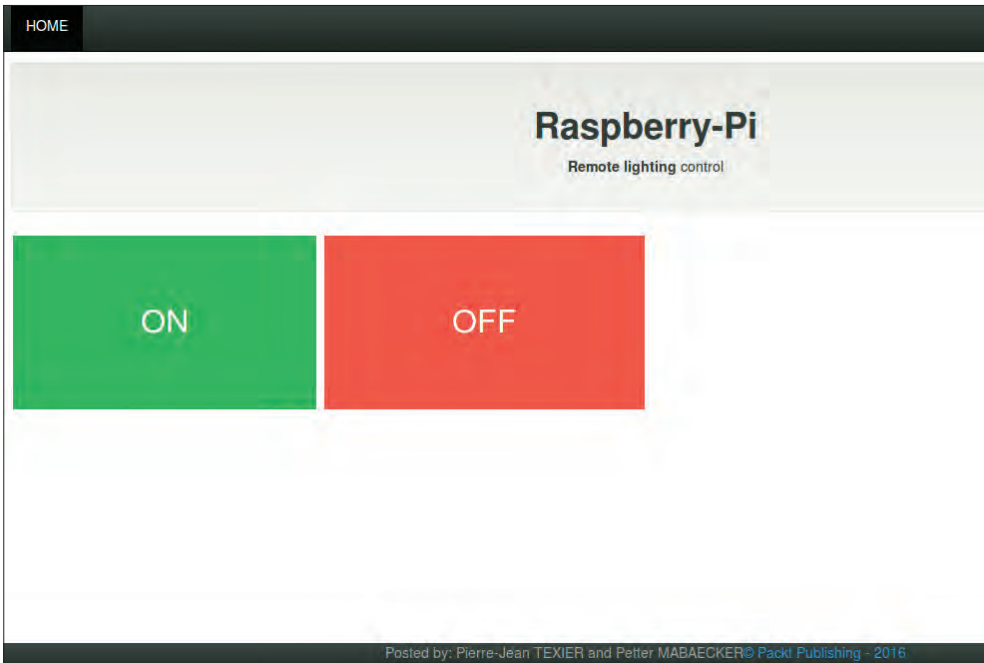 HOME
Raspberry-Pi
Remote lighting control
ON
OFF
Posted by: Pierre-Jean TEXIER and Petter MABAECKER© Packt Publishing - 2016